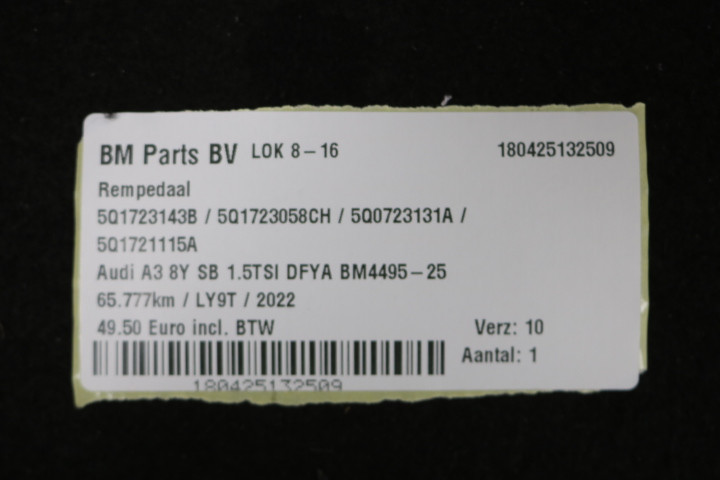 BM Parts BV LOK 8-16 180425132509
Rempedaal
5Q1723143B / 5Q1723058CH / 5Q0723131A /
5Q1721115A
Audi A3 8Y SB 1.5TSI DFYA BM4495-25
65.777km / LY9T / 2022
49.50 Euro incl. BTW Verz: 10
Aantal: 1
180425132509